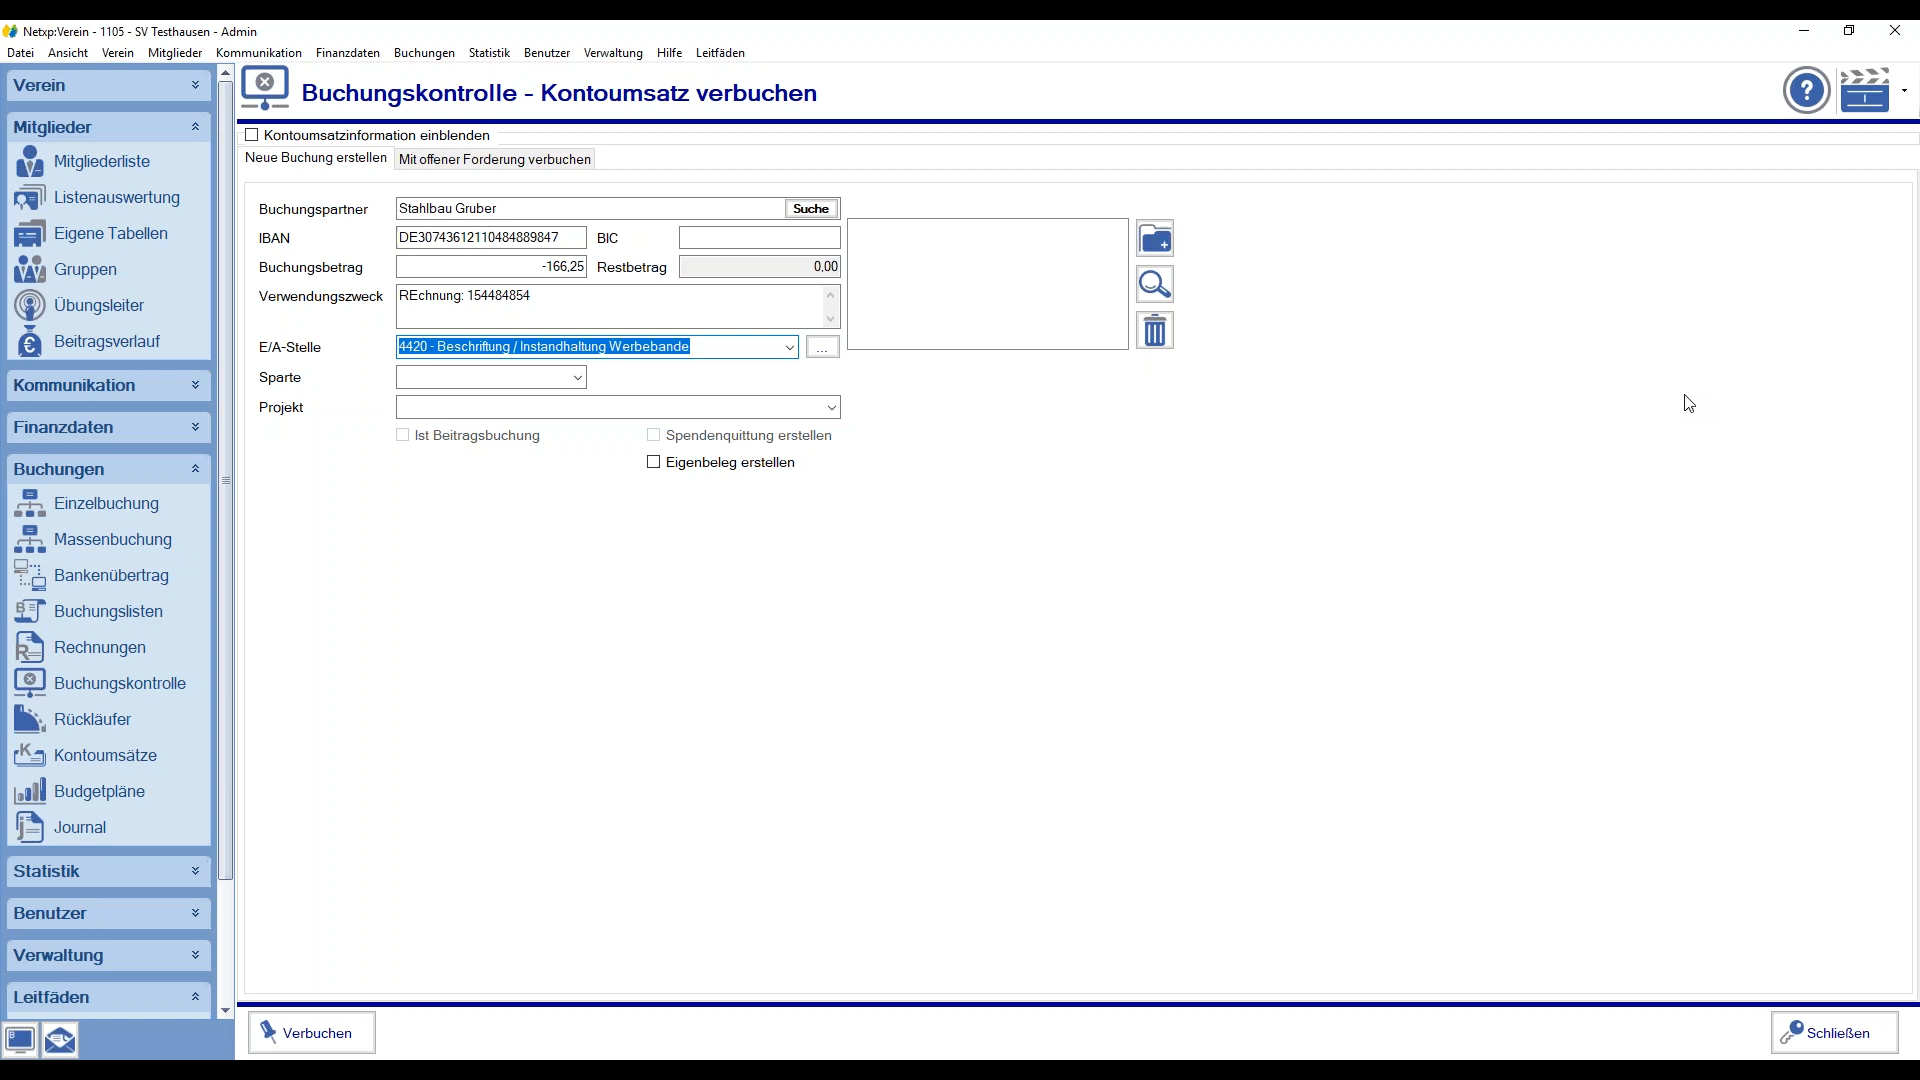 Netxp:Verein - 1105 - SV Testhausen - Admin
Datei Ansicht Verein Mitglieder Kommunikation Finanzdaten Buchungen Statistik Benutzer Verwaltung Hilfe Leitfäden
Verein
Mitglieder
Mitgliederliste
Listenauswertung
Eigene Tabellen
Gruppen
Übungsleiter
Beitragsverlauf
Kommunikation
Finanzdaten
Buchungen
Einzelbuchung
Massenbuchung
Bankenübertrag
Buchungslisten
Rechnungen
Buchungskontrolle
Rückläufer
Kontoumsätze
Budgetpläne
Journal
Statistik
Benutzer
Verwaltung
Leitfäden
Buchungskontrolle - Kontoumsatz verbuchen
Kontoumsatzinformation einblenden
Neue Buchung erstellen Mit offener Forderung verbuchen
Buchungspartner Stahlbau Gruber Suche
IBAN DE30743612110484889847 BIC
Buchungsbetrag -166,25 Restbetrag 0,00
Verwendungszweck REchnung: 154484854
E/A-Stelle 4420 - Beschriftung / Instandhaltung Werbebande ...
Sparte
Projekt
Ist Beitragsbuchung Spendenquittung erstellen
Eigenbeleg erstellen
Verbuchen Schließen